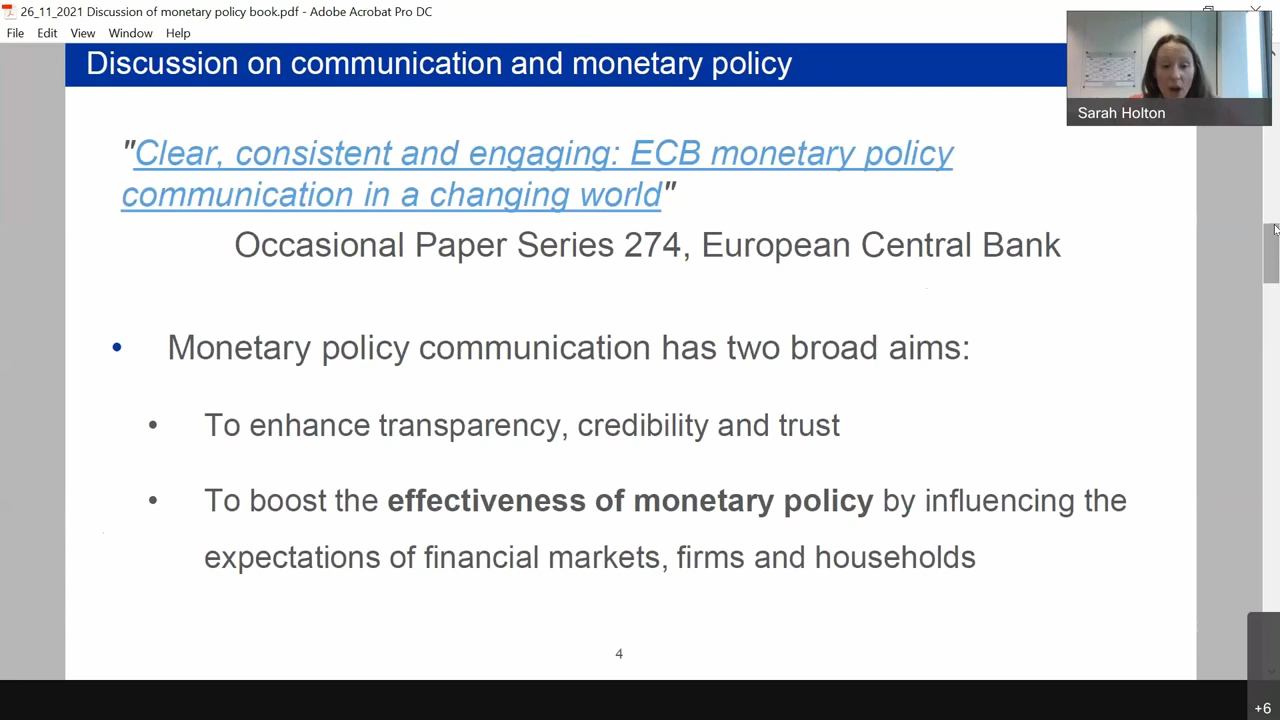 26_11_2021 Discussion of monetary policy book.pdf - Adobe Acrobat Pro DC
File Edit View Window Help
Discussion on communication and monetary policy
Sarah Holton
"Clear, consistent and engaging: ECB monetary policy
communication in a changing world"
Occasional Paper Series 274, European Central Bank
• Monetary policy communication has two broad aims:
• To enhance transparency, credibility and trust
• To boost the effectiveness of monetary policy by influencing the
expectations of financial markets, firms and households
4
+6